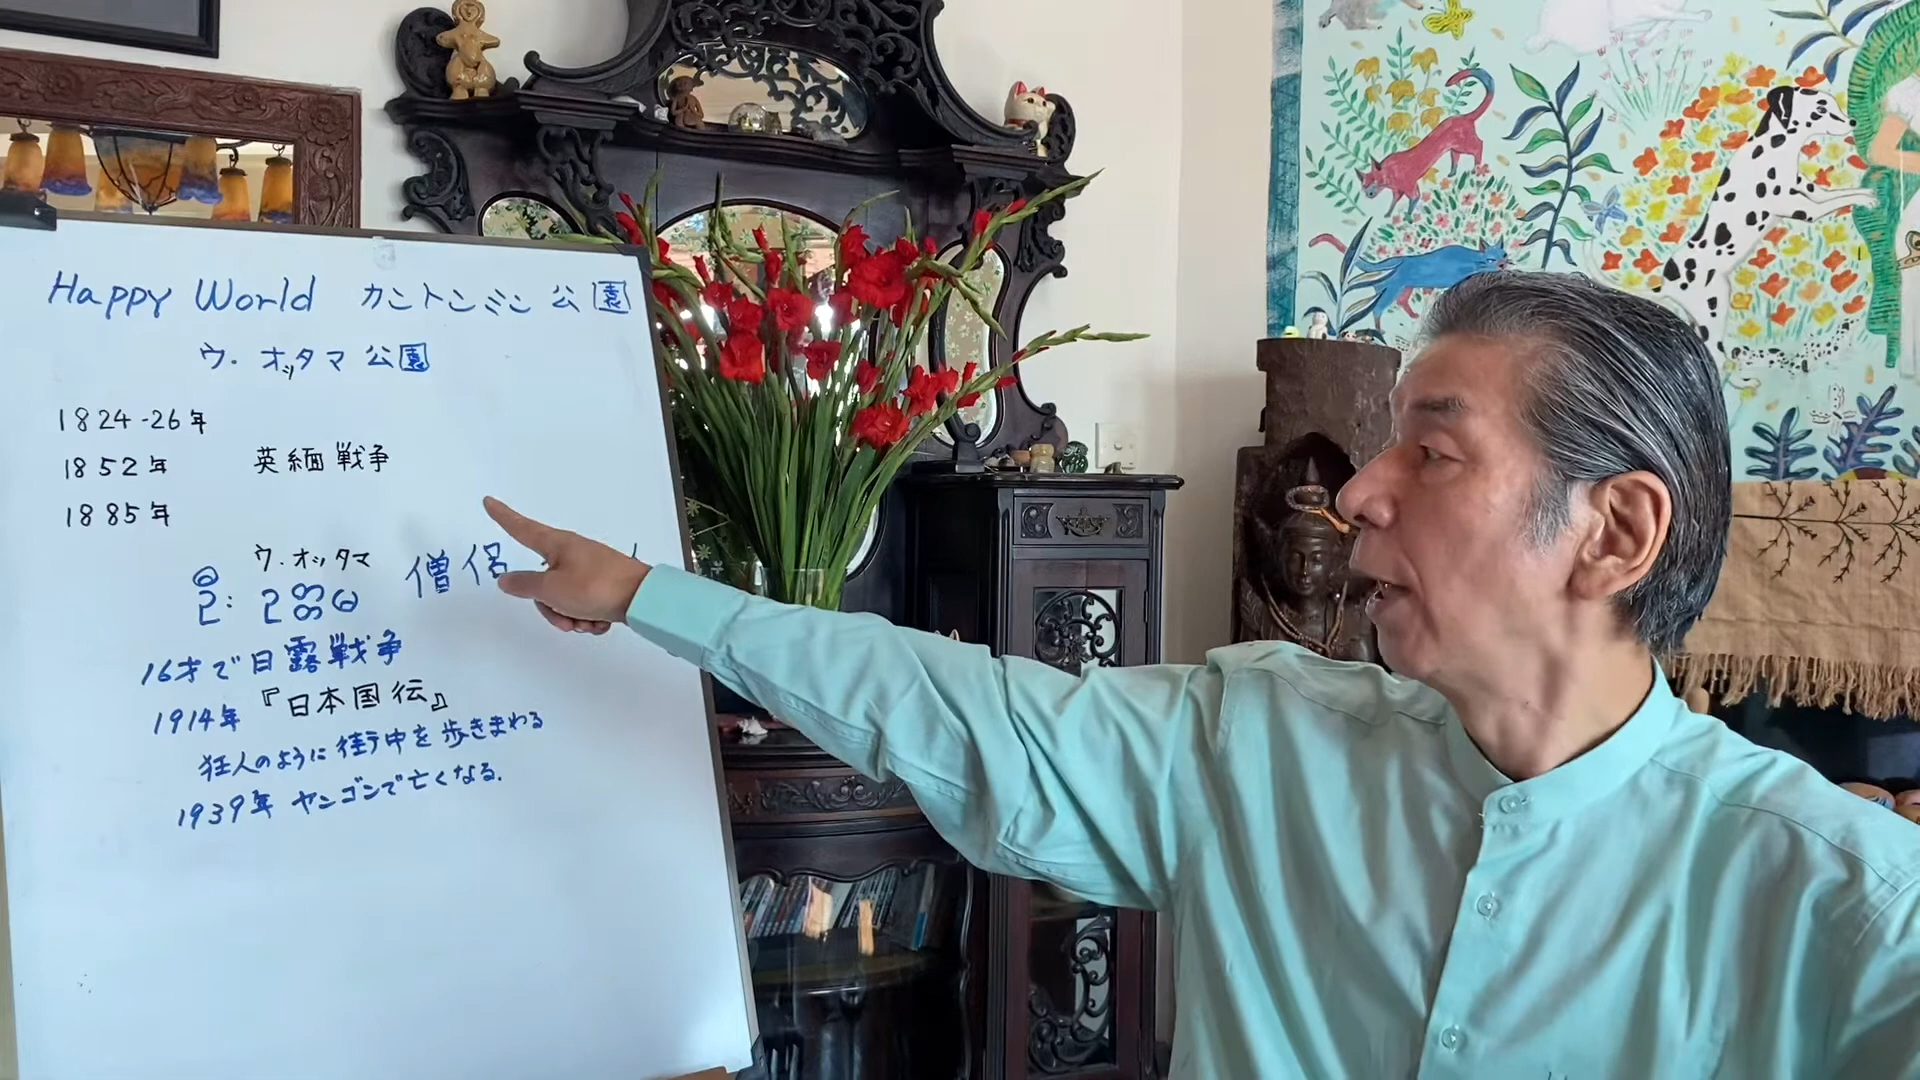 Happy World カントンミン公園
ウ.オッタマ公園
1824-26年
1852年 英緬戦争
1885年
ウ.オッタマ
僧侶
16才で日露戦争
1914年『日本国伝』
狂人のように街中を歩きまわる
1939年 ヤンゴンで亡くなる.